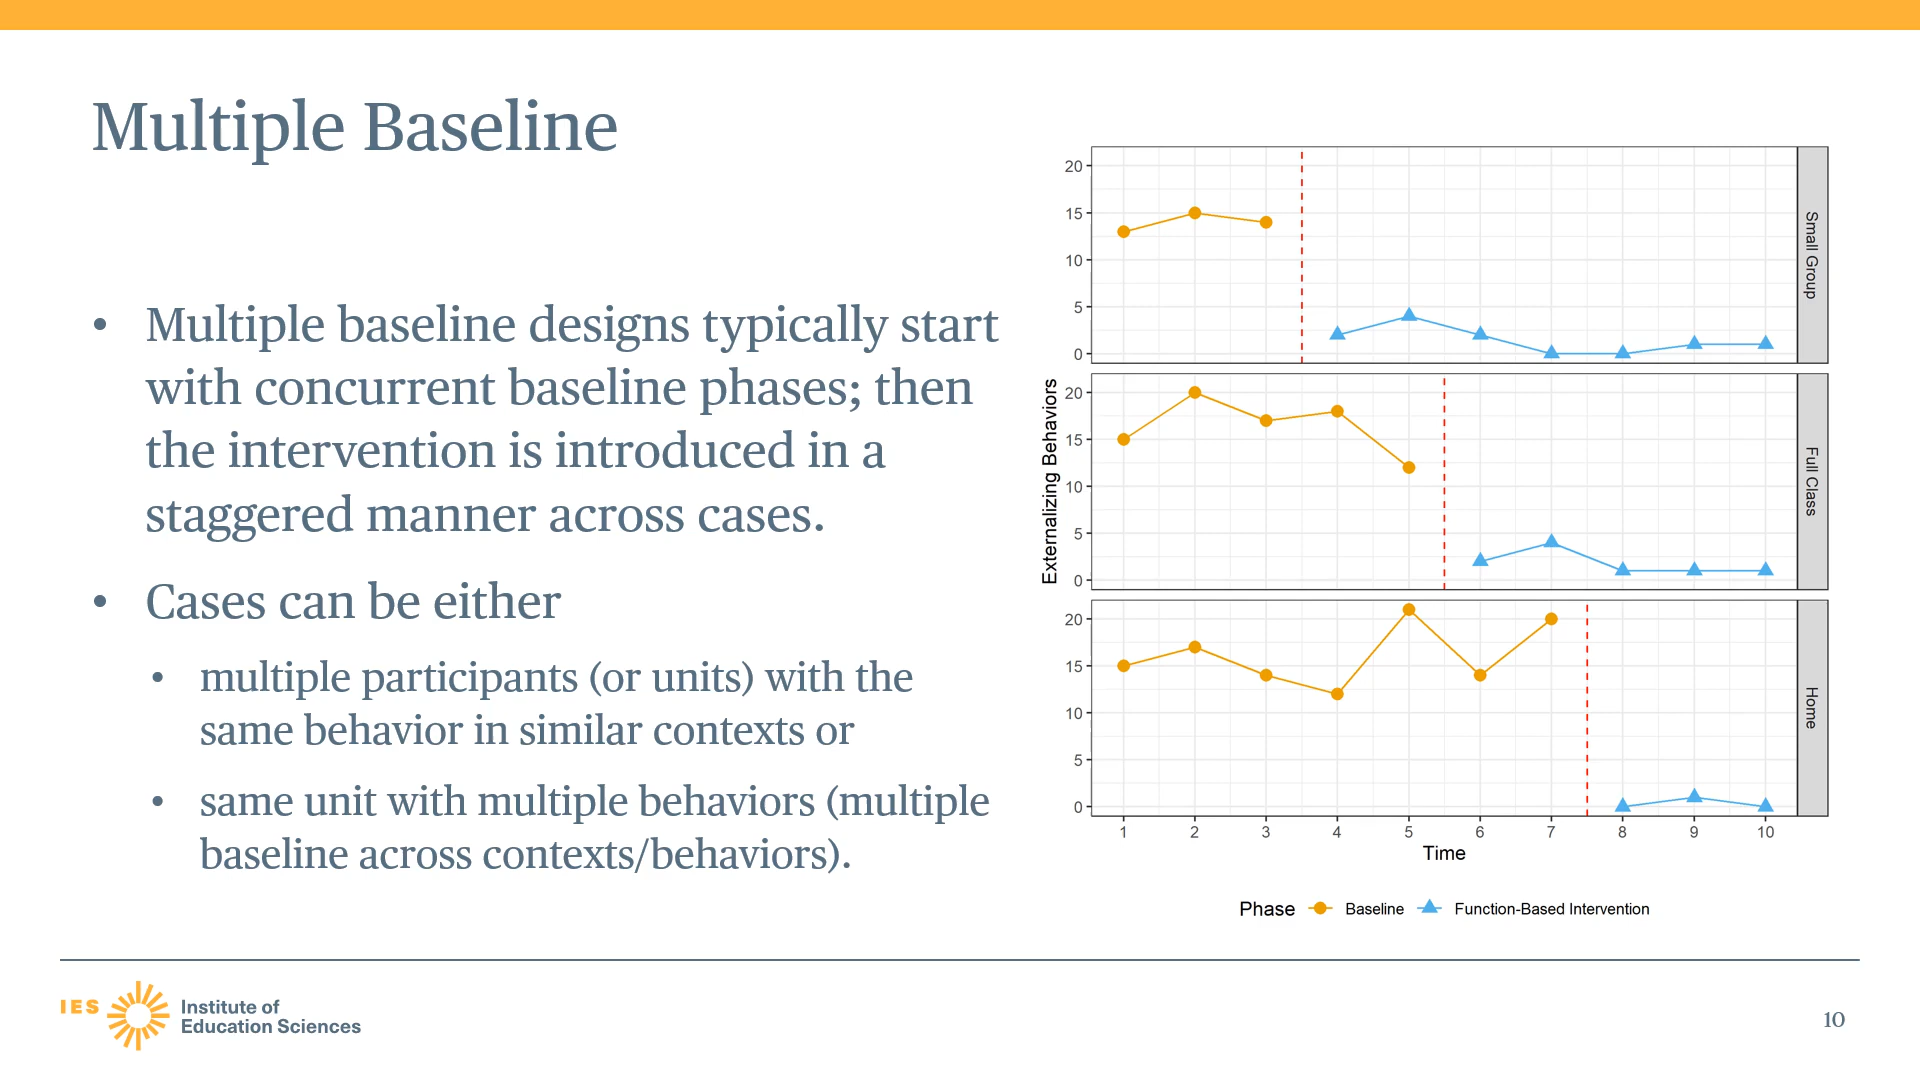 Multiple Baseline
• Multiple baseline designs typically start
with concurrent baseline phases; then
the intervention is introduced in a
staggered manner across cases.
• Cases can be either
• multiple participants (or units) with the
same behavior in similar contexts or
• same unit with multiple behaviors (multiple
baseline across contexts/behaviors).
Externalizing Behaviors
20
15
10
5
0
Small Group
20
15
10
5
0
Full Class
20
15
10
5
0
Home
1 2 3 4 5 6 7 8 9 10
Time
Phase Baseline Function-Based Intervention
IES
Institute of
Education Sciences
10